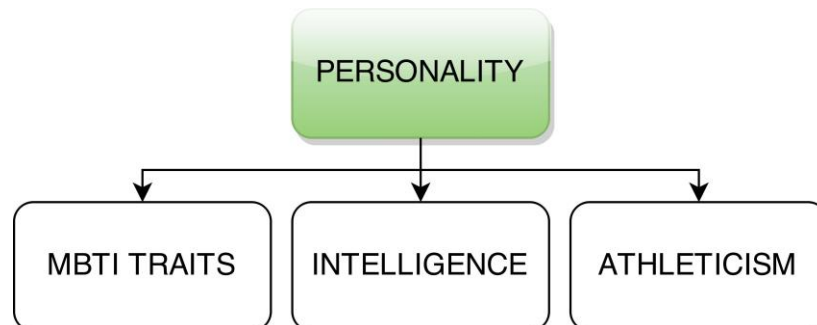 PERSONALITY
MBTI TRAITS
INTELLIGENCE
ATHLETICISM